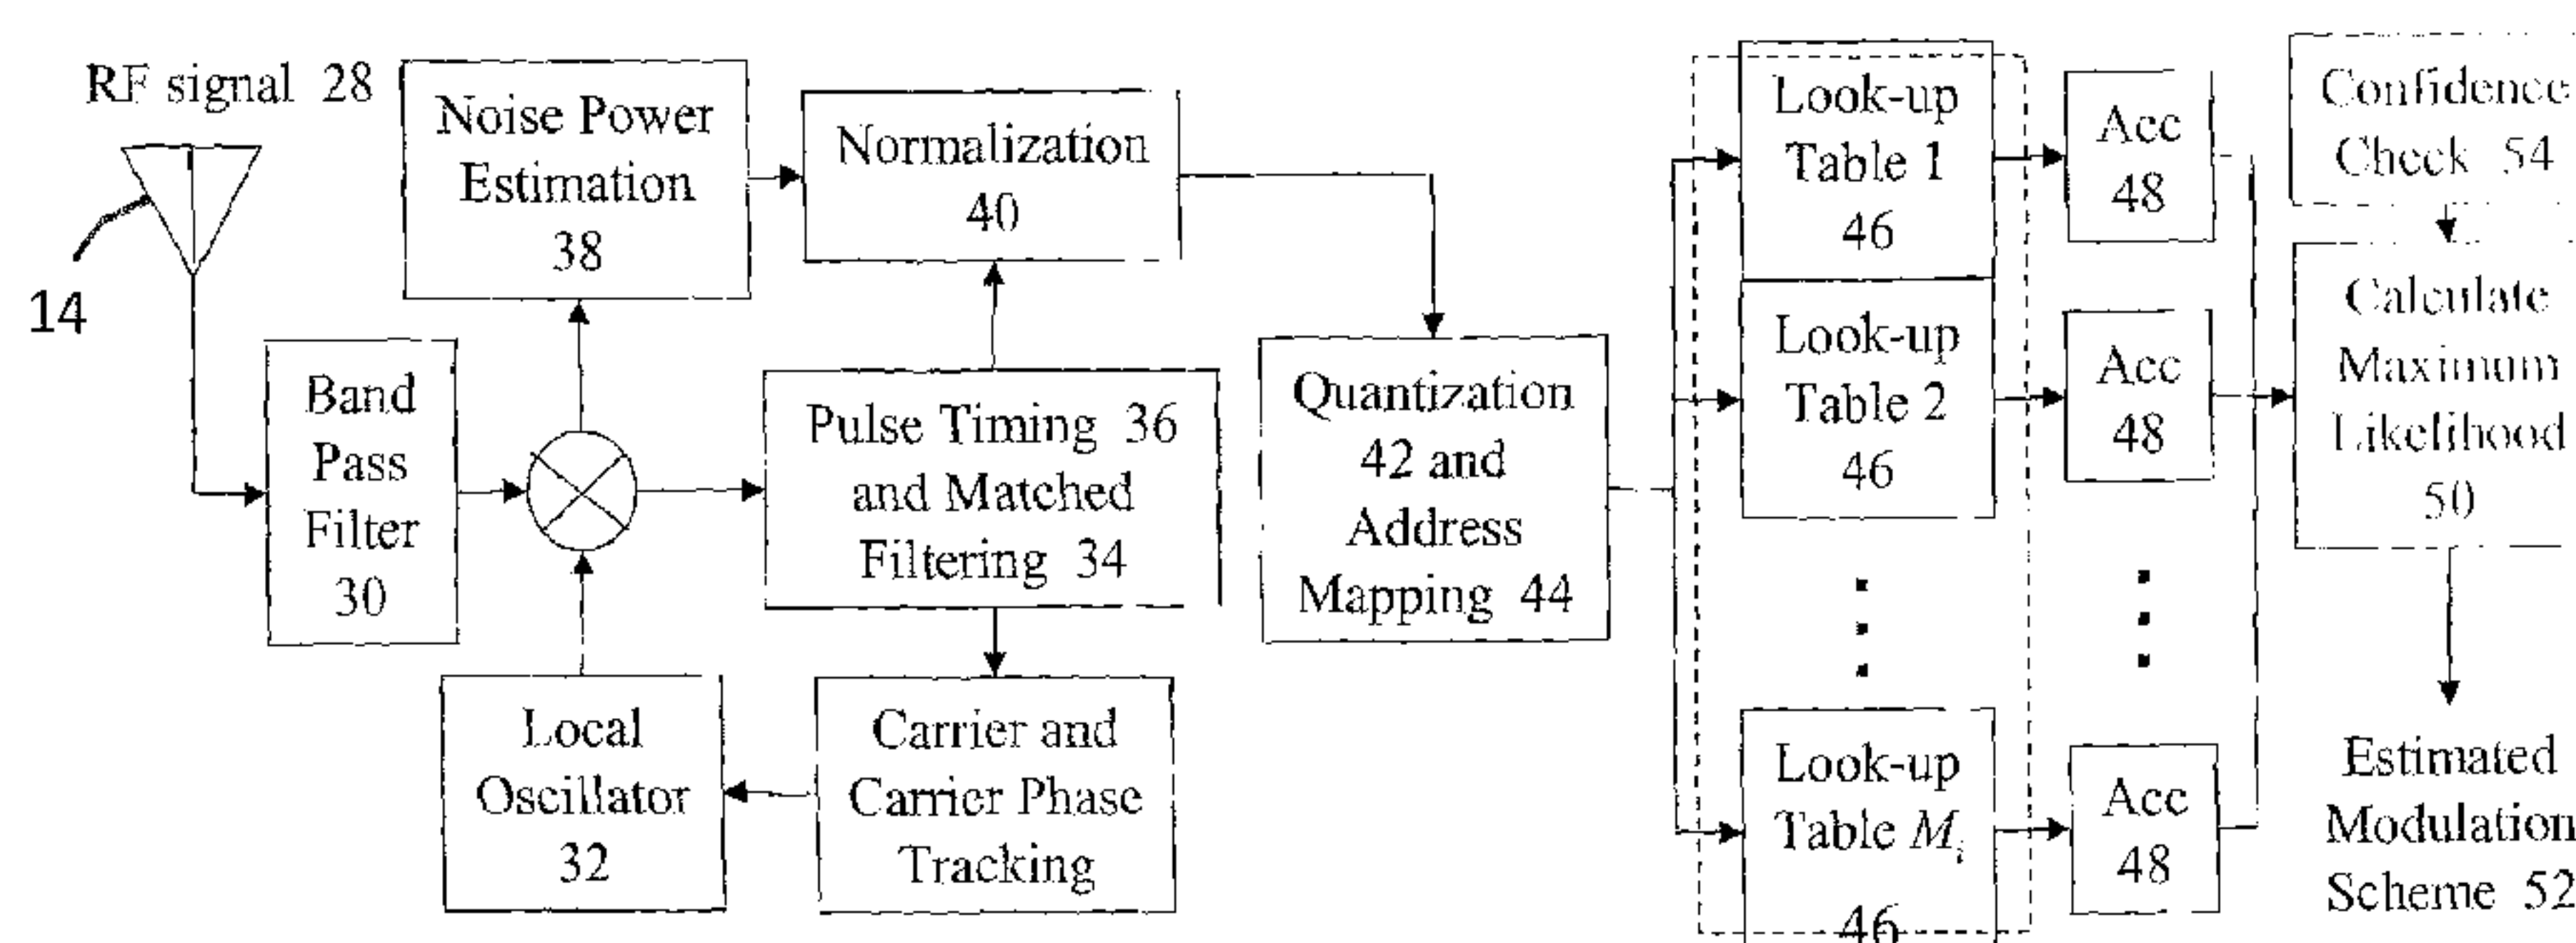 RF signal 28
14
Band
Pass
Filter
30
Noise Power
Estimation
38
Normalization
40
Pulse Timing 36
and Matched
Filtering 34
Local
Oscillator
32
Carrier and
Carrier Phase
Tracking
Quantization
42 and
Address
Mapping 44
Look-up
Table 1
46
Look-up
Table 2
46
Look-up
Table Mi
46
Acc
48
Acc
48
Acc
48
Confidence
Check 54
Calculate
Maximum
Likelihood
50
Estimated
Modulation
Scheme 52